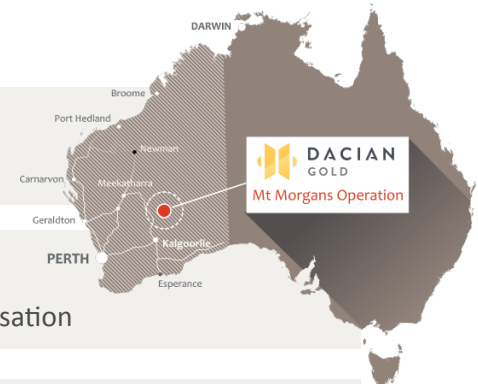 DARWIN
Broome
Port Hedland
Newman
DACIAN
GOLD
Carnarvon
Meekatharra
Mt Morgans Operation
Geraldton
Kalgoorlie
PERTH
Esperance
sation